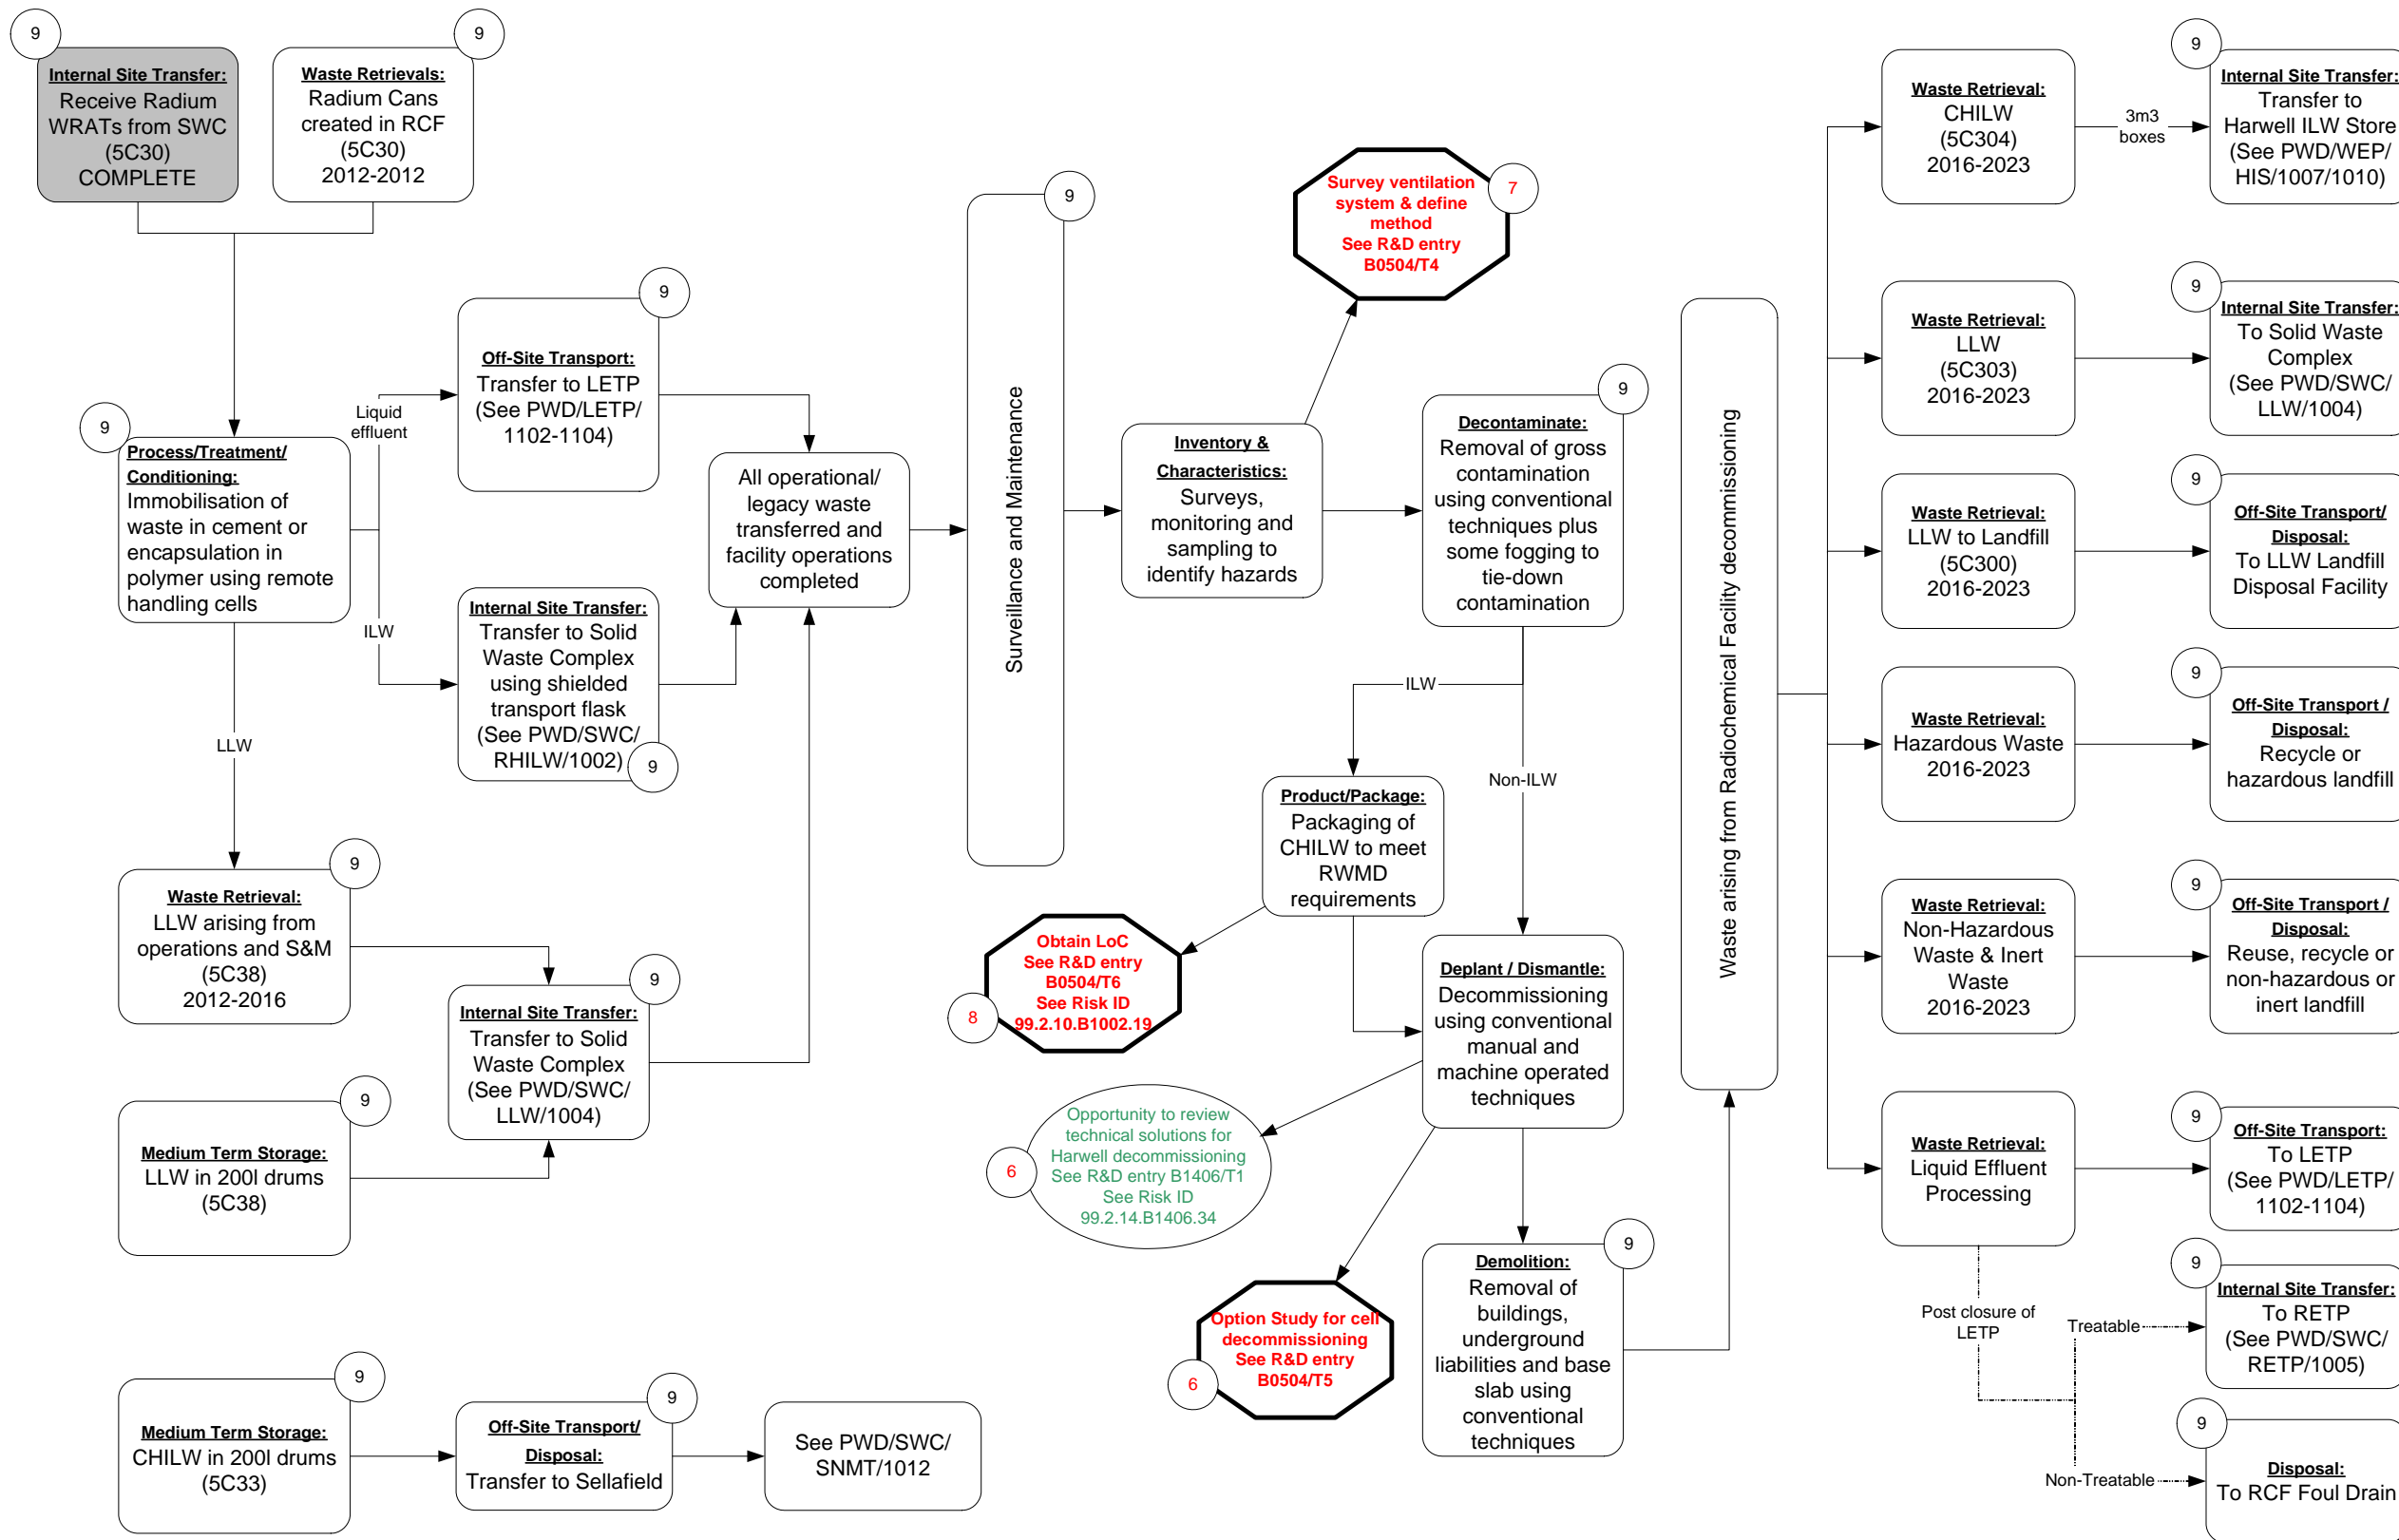 9
Internal Site Transfer:
Receive Radium
WRATs from SWC
(5C30)
COMPLETE
9
Waste Retrievals:
Radium Cans
created in RCF
(5C30)
2012-2012
9
Process/Treatment/
Conditioning:
Immobilisation of
waste in cement or
encapsulation in
polymer using remote
handling cells
Liquid
effluent
ILW
LLW
9
Off-Site Transport:
Transfer to LETP
(See PWD/LETP/
1102-1104)
Internal Site Transfer:
Transfer to Solid
Waste Complex
using shielded
transport flask
(See PWD/SWC/
RHILW/1002)
9
All operational/
legacy waste
transferred and
facility operations
completed
9
Waste Retrieval:
LLW arising from
operations and S&M
(5C38)
2012-2016
9
Internal Site Transfer:
Transfer to Solid
Waste Complex
(See PWD/SWC/
LLW/1004)
9
Medium Term Storage:
LLW in 200l drums
(5C38)
9
Medium Term Storage:
CHILW in 200l drums
(5C33)
9
Off-Site Transport/
Disposal:
Transfer to Sellafield
See PWD/SWC/
SNMT/1012
9
Surveillance and Maintenance
Inventory &
Characteristics:
Surveys,
monitoring and
sampling to
identify hazards
7
Survey ventilation
system & define
method
See R&D entry
B0504/T4
9
Decontaminate:
Removal of gross
contamination
using conventional
techniques plus
some fogging to
tie-down
contamination
ILW
Non-ILW
Product/Package:
Packaging of
CHILW to meet
RWMD
requirements
Obtain LoC
See R&D entry
B0504/T6
See Risk ID
99.2.10.B1002.19
8
Deplant / Dismantle:
Decommissioning
using conventional
manual and
machine operated
techniques
Opportunity to review
technical solutions for
Harwell decommissioning
See R&D entry B1406/T1
See Risk ID
99.2.14.B1406.34
6
Option Study for cell
decommissioning
See R&D entry
B0504/T5
6
9
Demolition:
Removal of
buildings,
underground
liabilities and base
slab using
conventional
techniques
Waste arising from Radiochemical Facility decommissioning
Waste Retrieval:
CHILW
(5C304)
2016-2023
3m3
boxes
9
Internal Site Transfer:
Transfer to
Harwell ILW Store
(See PWD/WEP/
HIS/1007/1010)
Waste Retrieval:
LLW
(5C303)
2016-2023
9
Internal Site Transfer:
To Solid Waste
Complex
(See PWD/SWC/
LLW/1004)
Waste Retrieval:
LLW to Landfill
(5C300)
2016-2023
9
Off-Site Transport/
Disposal:
To LLW Landfill
Disposal Facility
Waste Retrieval:
Hazardous Waste
2016-2023
9
Off-Site Transport /
Disposal:
Recycle or
hazardous landfill
Waste Retrieval:
Non-Hazardous
Waste & Inert
Waste
2016-2023
9
Off-Site Transport /
Disposal:
Reuse, recycle or
non-hazardous or
inert landfill
Waste Retrieval:
Liquid Effluent
Processing
9
Off-Site Transport:
To LETP
(See PWD/LETP/
1102-1104)
Post closure of
LETP
Treatable
9
Internal Site Transfer:
To RETP
(See PWD/SWC/
RETP/1005)
Non-Treatable
9
Disposal:
To RCF Foul Drain